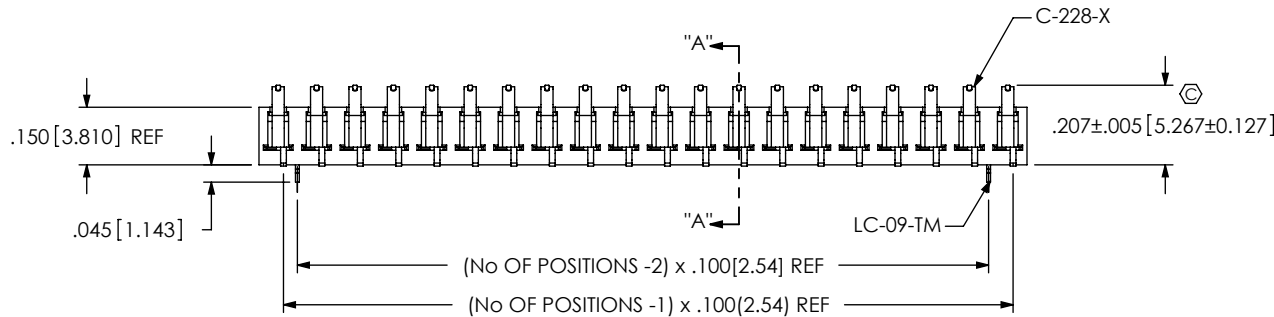 C-228-X
"A"
C
.150[3.810] REF
.207±.005[5.267±0.127]
.045[1.143]
"A"
LC-09-TM
(No OF POSITIONS -2) x .100[2.54] REF
(No OF POSITIONS -1) x .100(2.54) REF